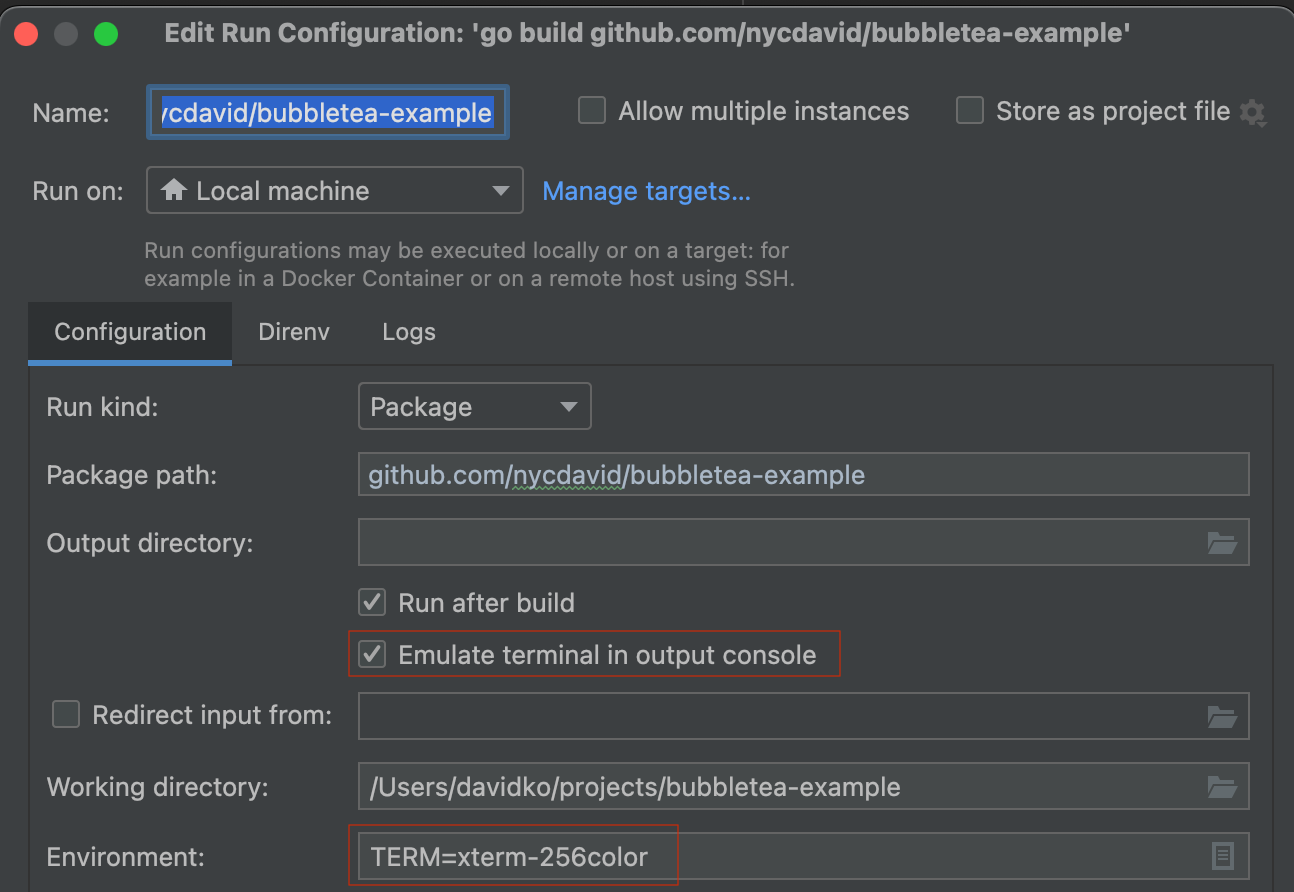 Edit Run Configuration: 'go build github.com/nycdavid/bubbletea-example'
Name: ycdavid/bubbletea-example Allow multiple instances Store as project file
Run on: Local machine Manage targets...
Run configurations may be executed locally or on a target: for
example in a Docker Container or on a remote host using SSH.
Configuration Direnv Logs
Run kind: Package
Package path: github.com/nycdavid/bubbletea-example
Output directory:
Run after build
Emulate terminal in output console
Redirect input from:
Working directory: /Users/davidko/projects/bubbletea-example
Environment: TERM=xterm-256color